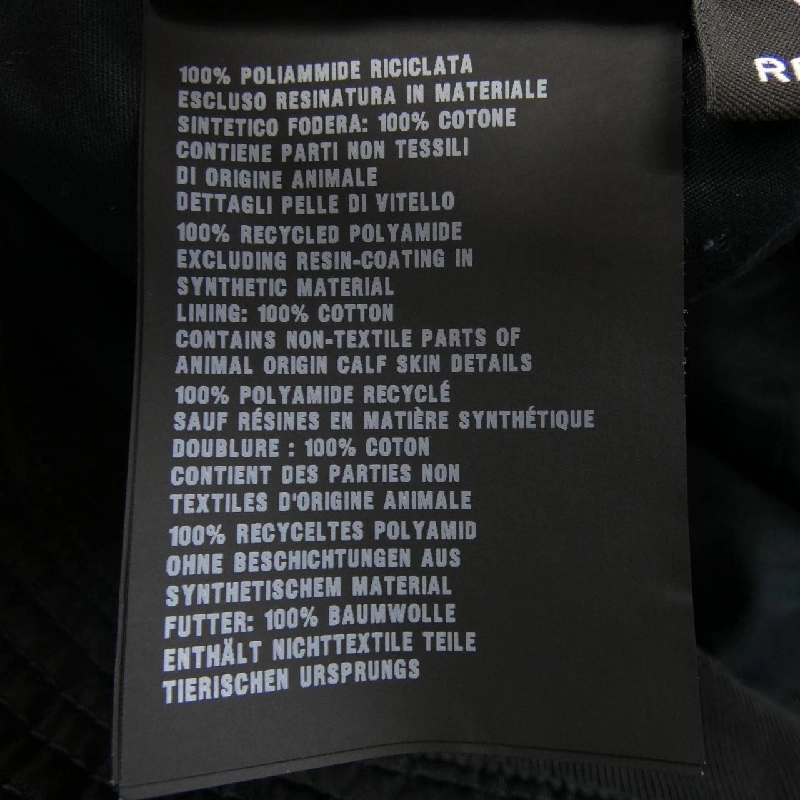 100% POLIAMMIDE RICICLATA
ESCLUSO RESINATURA IN MATERIALE
SINTETICO FODERA: 100% COTONE
CONTIENE PARTI NON TESSILI
DI ORIGINE ANIMALE
DETTAGLI PELLE DI VITELLO
100% RECYCLED POLYAMIDE
EXCLUDING RESIN-COATING IN
SYNTHETIC MATERIAL
LINING: 100% COTTON
CONTAINS NON-TEXTILE PARTS OF
ANIMAL ORIGIN CALF SKIN DETAILS
100% POLYAMIDE RECYCLÉ
SAUF RÉSINES EN MATIÈRE SYNTHÉTIQUE
DOUBLURE : 100% COTON
CONTIENT DES PARTIES NON
TEXTILES D'ORIGINE ANIMALE
100% RECYCELTES POLYAMID
OHNE BESCHICHTUNGEN AUS
SYNTHETISCHEM MATERIAL
FUTTER: 100% BAUMWOLLE
ENTHÄLT NICHTTEXTILE TEILE
TIERISCHEN URSPRUNGS